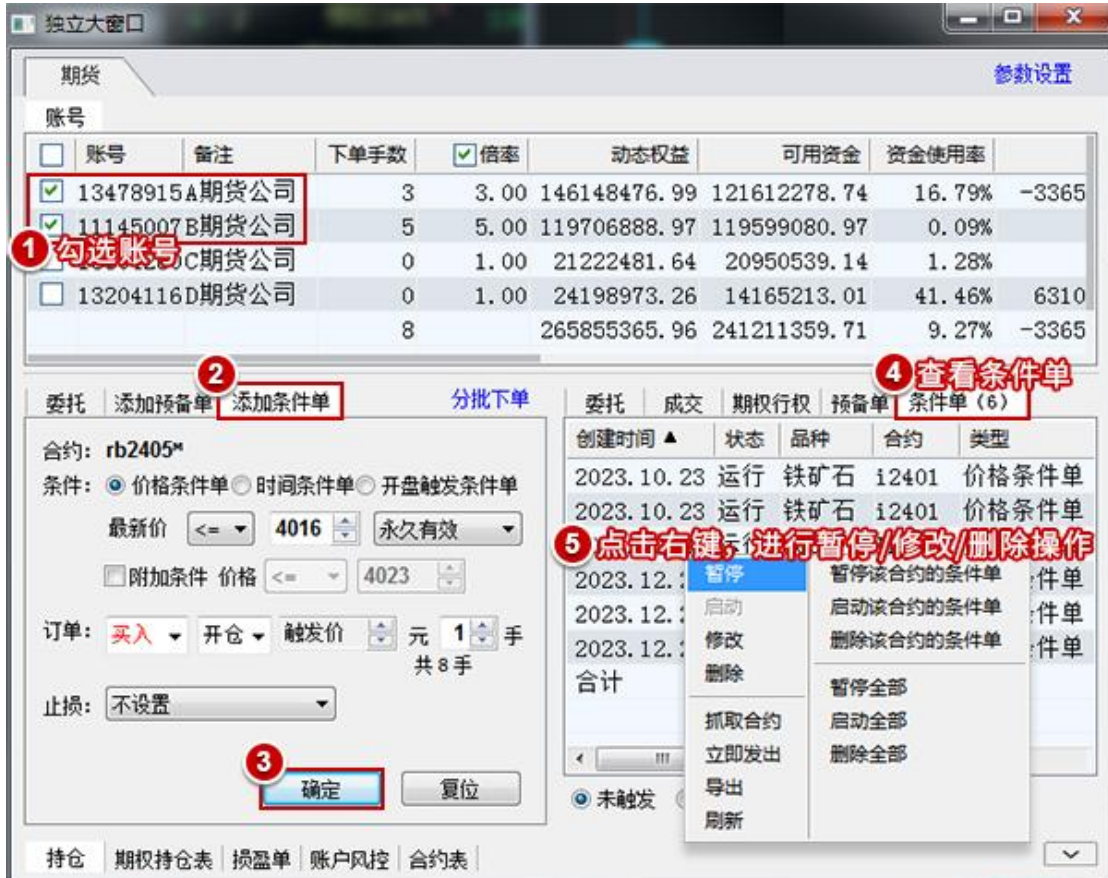 独立大窗口
期货
参数设置
账号
账号 备注 下单手数 倍率 动态权益 可用资金 资金使用率
13478915 A期货公司 3 3.00 146148476.99 121612278.74 16.79% -3365
11145007 B期货公司 5 5.00 119706888.97 119599080.97 0.09%
1 勾选账号
C期货公司 0 1.00 21222481.64 20950539.14 1.28%
13204116 D期货公司 0 1.00 24198973.26 14165213.01 41.46% 6310
8 265855365.96 241211359.71 9.27% -3365
2
4 查看条件单
委托 添加预备单 添加条件单 分批下单
合约: rb2405*
条件: 价格条件单 时间条件单 开盘触发条件单
最新价 <= 4016 永久有效
附加条件 价格 <= 4023
订单: 买入 开仓 触发价 元 1 手
共8手
止损: 不设置
3
确定 复位
委托 成交 期权行权 预备单 条件单 (6)
创建时间 ▲ 状态 品种 合约 类型
2023.10.23 运行 铁矿石 i2401 价格条件单
2023.10.23 运行 铁矿石 i2401 价格条件单
5 点击右键，进行暂停/修改/删除操作
2023.12. 件单
2023.12. 件单
2023.12. 件单
合计
暂停
启动
修改
删除
抓取合约
立即发出
导出
刷新
暂停该合约的条件单
启动该合约的条件单
删除该合约的条件单
暂停全部
启动全部
删除全部
未触发
持仓 期权持仓表 损盈单 账户风控 合约表